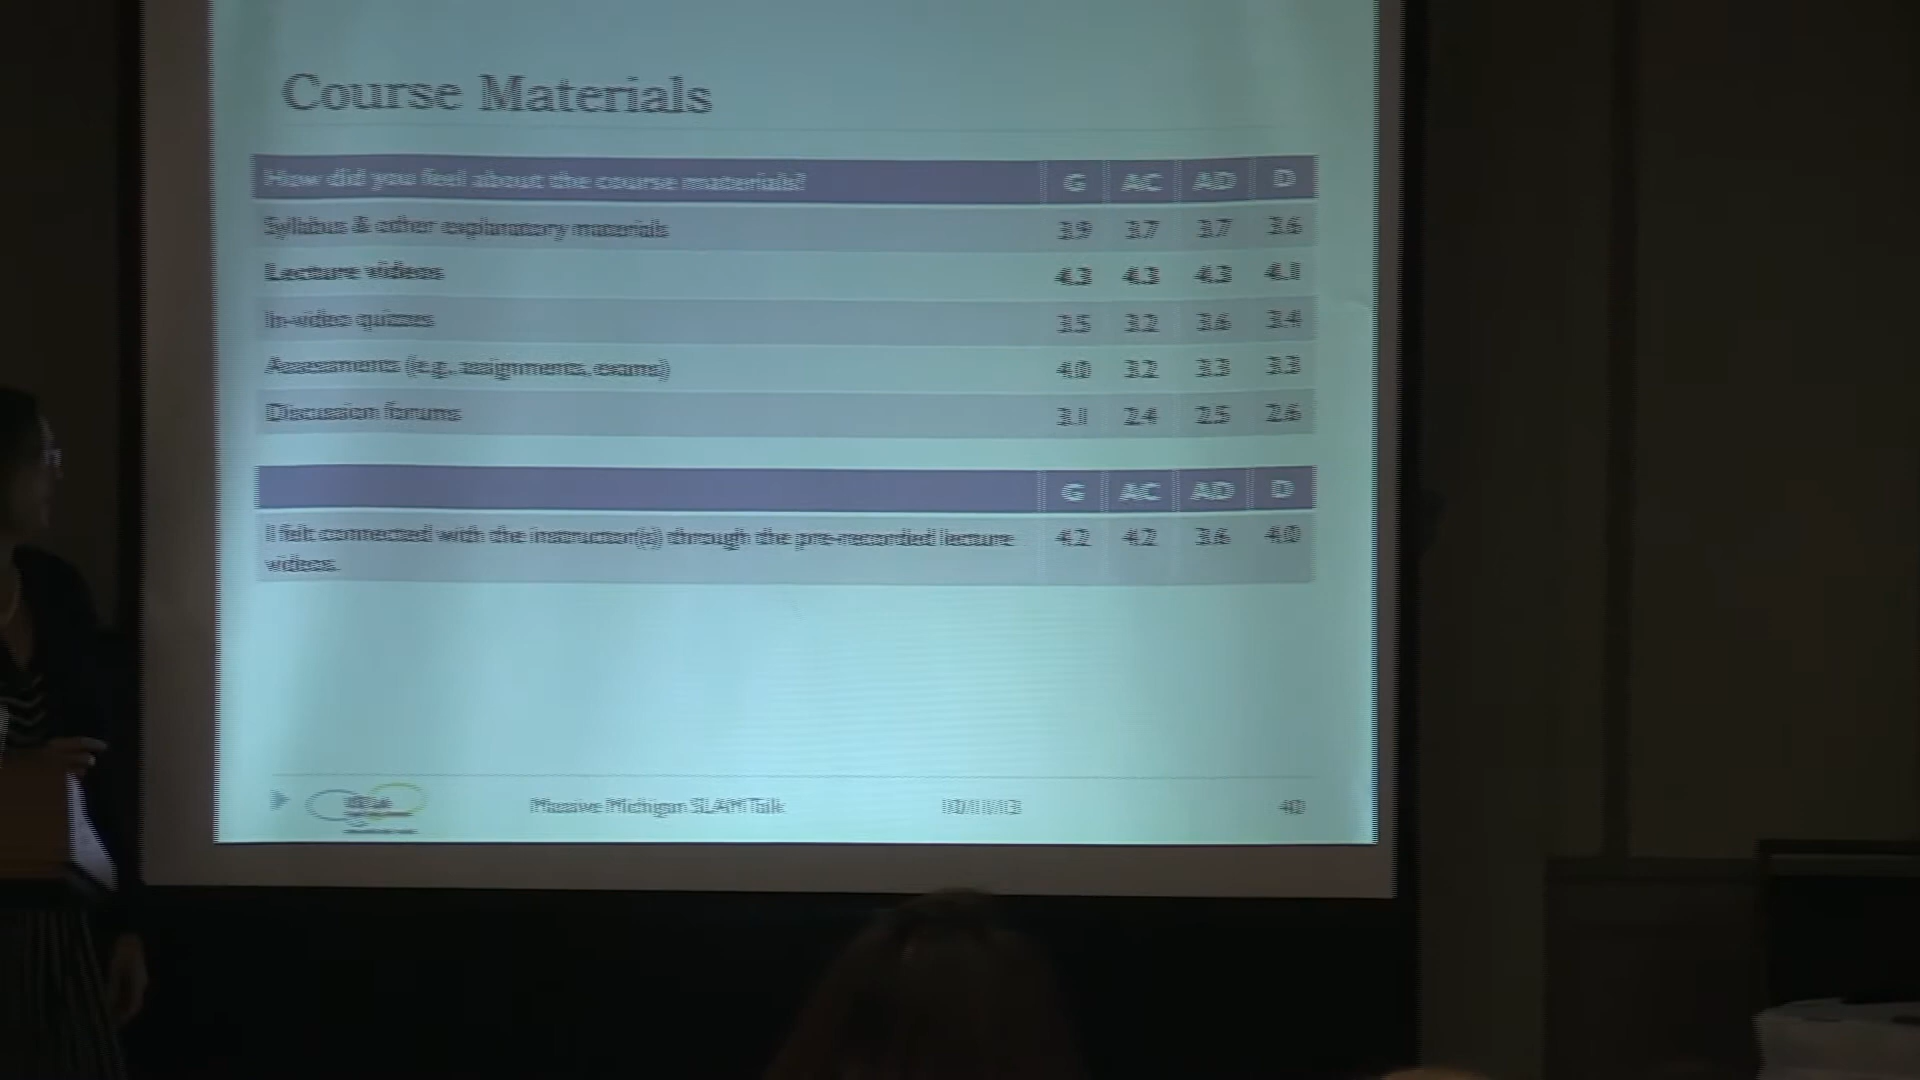 Course Materials
How did you feel about the course materials? G AC AD D
Syllabus & other explanatory materials 3.9 3.7 3.7 3.6
Lecture videos 4.3 4.3 4.3 4.1
In-video quizzes 3.5 3.2 3.6 3.4
Assessments (e.g., assignments, exams) 4.0 3.2 3.3 3.3
Discussion forums 3.1 2.4 2.5 2.6
G AC AD D
I felt connected with the instructor(s) through the pre-recorded lecture 4.2 4.2 3.6 4.0
videos.
Massive Michigan SLAM Talk 10/11/13 40